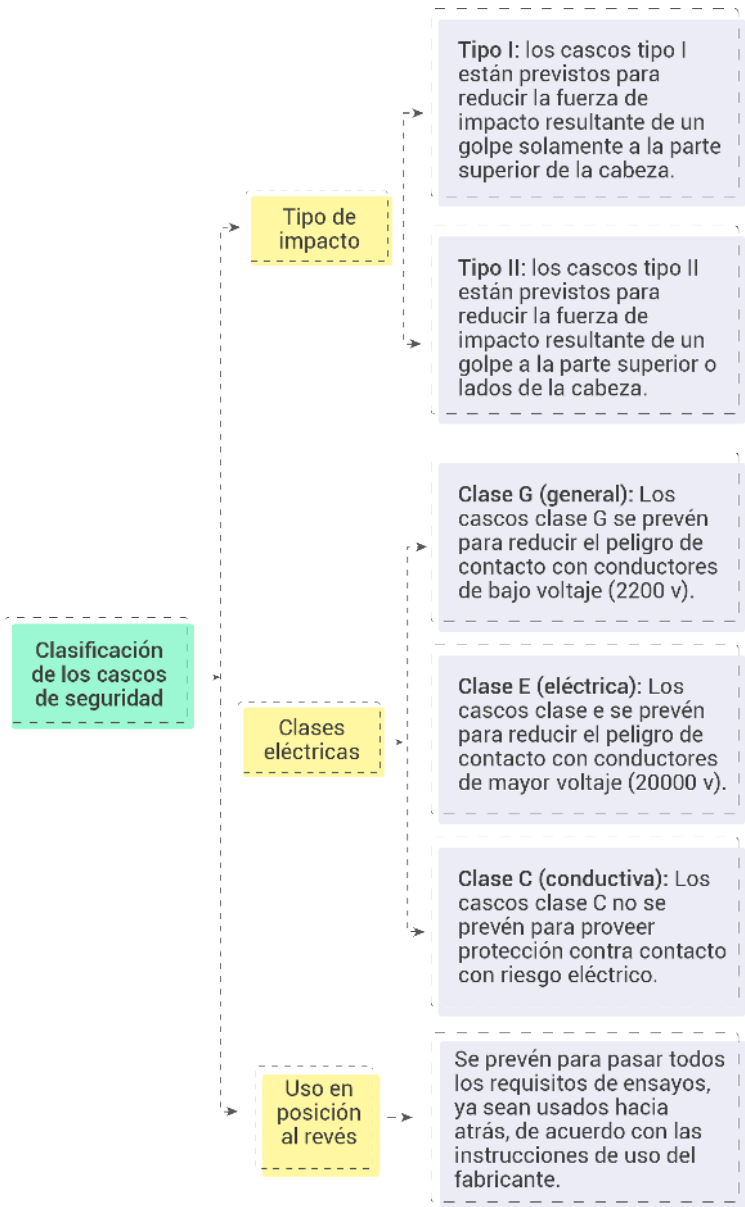 Clasificación
de los cascos
de seguridad
Tipo de
impacto
Tipo I: los cascos tipo I
están previstos para
reducir la fuerza de
impacto resultante de un
golpe solamente a la parte
superior de la cabeza.
Tipo II: los cascos tipo II
están previstos para
reducir la fuerza de
impacto resultante de un
golpe a la parte superior o
lados de la cabeza.
Clases
eléctricas
Clase G (general): Los
cascos clase G se prevén
para reducir el peligro de
contacto con conductores
de bajo voltaje (2200 v).
Clase E (eléctrica): Los
cascos clase e se prevén
para reducir el peligro de
contacto con conductores
de mayor voltaje (20000 v).
Clase C (conductiva): Los
cascos clase C no se
prevén para proveer
protección contra contacto
con riesgo eléctrico.
Uso en
posición
al revés
Se prevén para pasar todos
los requisitos de ensayos,
ya sean usados hacia
atrás, de acuerdo con las
instrucciones de uso del
fabricante.